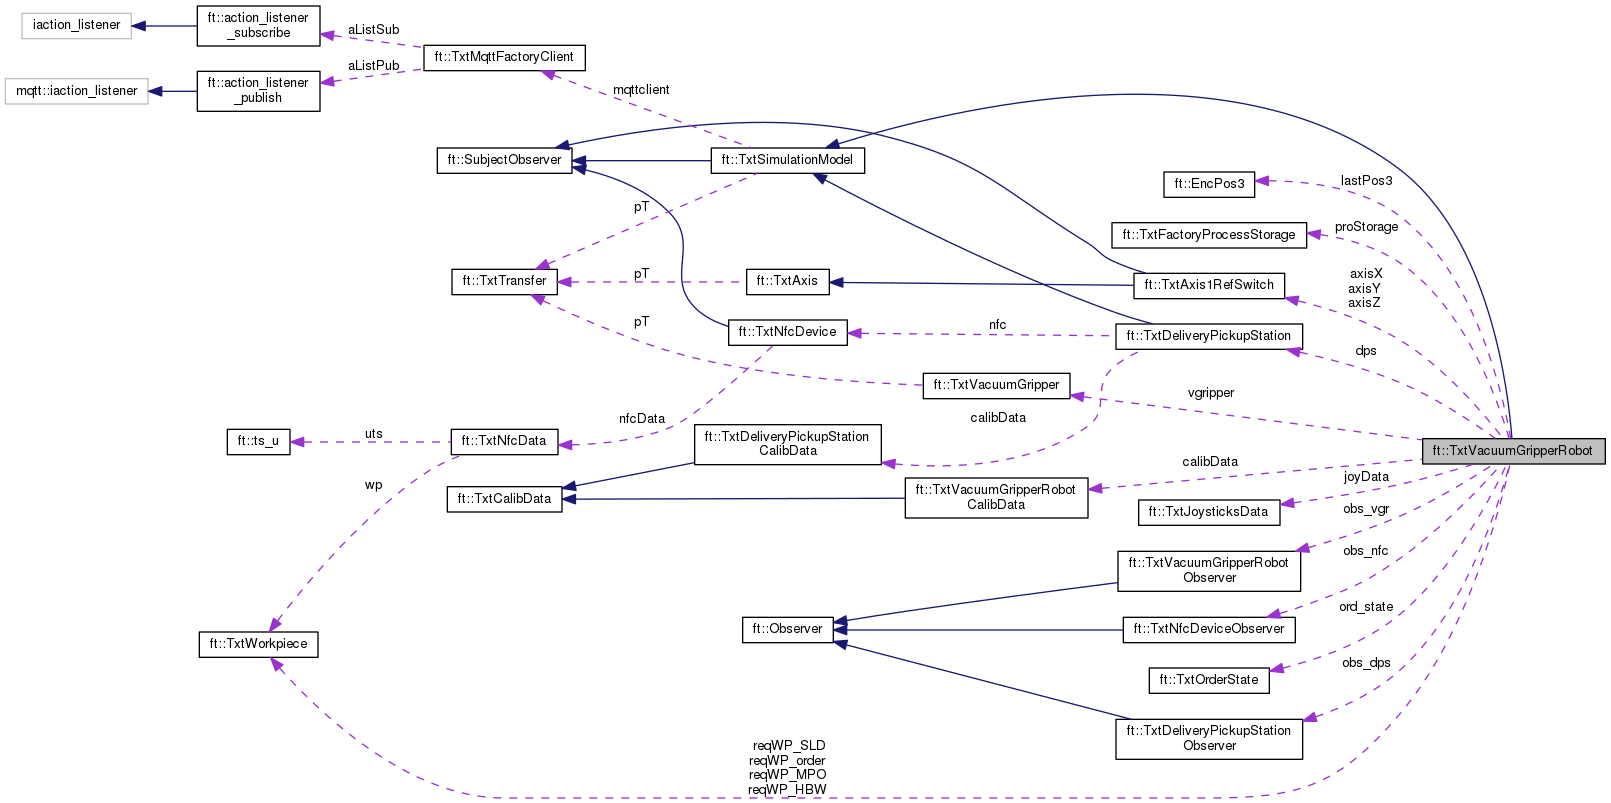 iaction_listener
ft::action_listener
_subscribe
aListSub
ft::TxtMqttFactoryClient
mqtt::iaction_listener
ft::action_listener
_publish
aListPub
mqttclient
ft::SubjectObserver
ft::TxtSimulationModel
ft::EncPos3
lastPos3
pT
ft::TxtFactoryProcessStorage
proStorage
ft::TxtTransfer
pT
ft::TxtAxis
ft::TxtAxis1RefSwitch
axisX
axisY
axisZ
pT
ft::TxtNfcDevice
nfc
ft::TxtDeliveryPickupStation
dps
ft::TxtVacuumGripper
vgripper
nfcData
calibData
ft::ts_u
uts
ft::TxtNfcData
ft::TxtDeliveryPickupStation
CalibData
ft::TxtVacuumGripperRobot
wp
ft::TxtCalibData
ft::TxtVacuumGripperRobot
CalibData
calibData
joyData
ft::TxtJoysticksData
obs_vgr
ft::TxtVacuumGripperRobot
Observer
obs_nfc
ft::TxtWorkpiece
ft::Observer
ft::TxtNfcDeviceObserver
ord_state
ft::TxtOrderState
obs_dps
ft::TxtDeliveryPickupStation
Observer
reqWP_SLD
reqWP_order
reqWP_MPO
reqWP_HBW